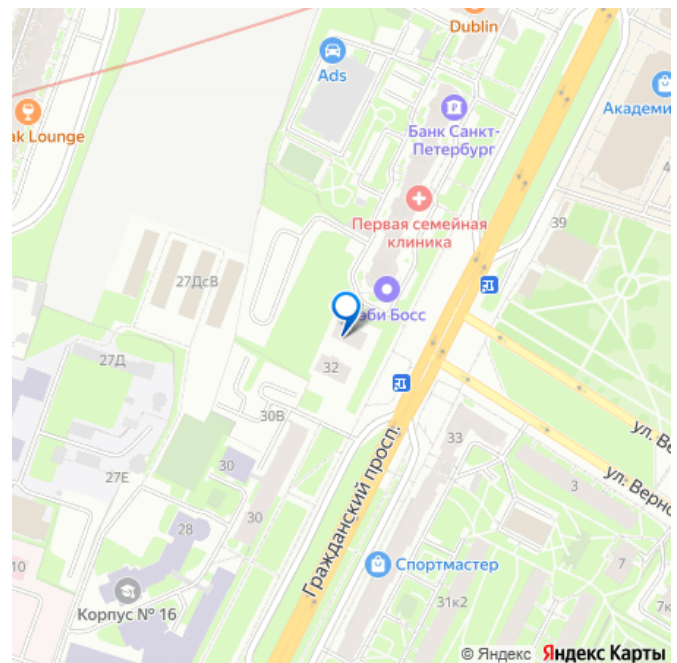 Dublin
Ads
ak Lounge
Банк Санкт-
Петербург
Академи
4
Первая семейная
клиника
39
27ДсВ
эби Босс
32
27Д
30В
ул. Ве
33
ул. Верно
30
27Е
3
30
28
Гражданский просп.
10
Спортмастер
7
31к2
7к
Корпус № 16
© Яндекс Яндекс Карты